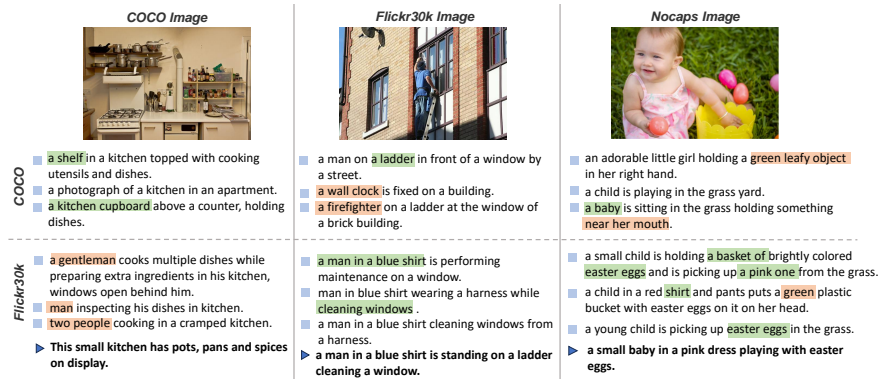 COCO Image
Flickr30k Image
Nocaps Image
COCO
a shelf in a kitchen topped with cooking
utensils and dishes.
a photograph of a kitchen in an apartment.
a kitchen cupboard above a counter, holding
dishes.
a man on a ladder in front of a window by
a street.
a wall clock is fixed on a building.
a firefighter on a ladder at the window of
a brick building.
an adorable little girl holding a green leafy object
in her right hand.
a child is playing in the grass yard.
a baby is sitting in the grass holding something
near her mouth.
Flickr30k
a gentleman cooks multiple dishes while
preparing extra ingredients in his kitchen,
windows open behind him.
man inspecting his dishes in kitchen.
two people cooking in a cramped kitchen.
This small kitchen has pots, pans and spices
on display.
a man in a blue shirt is performing
maintenance on a window.
man in blue shirt wearing a harness while
cleaning windows .
a man in a blue shirt cleaning windows from
a harness.
a man in a blue shirt is standing on a ladder
cleaning a window.
a small child is holding a basket of brightly colored
easter eggs and is picking up a pink one from the grass.
a child in a red shirt and pants puts a green plastic
bucket with easter eggs on it on her head.
a young child is picking up easter eggs in the grass.
a small baby in a pink dress playing with easter
eggs.